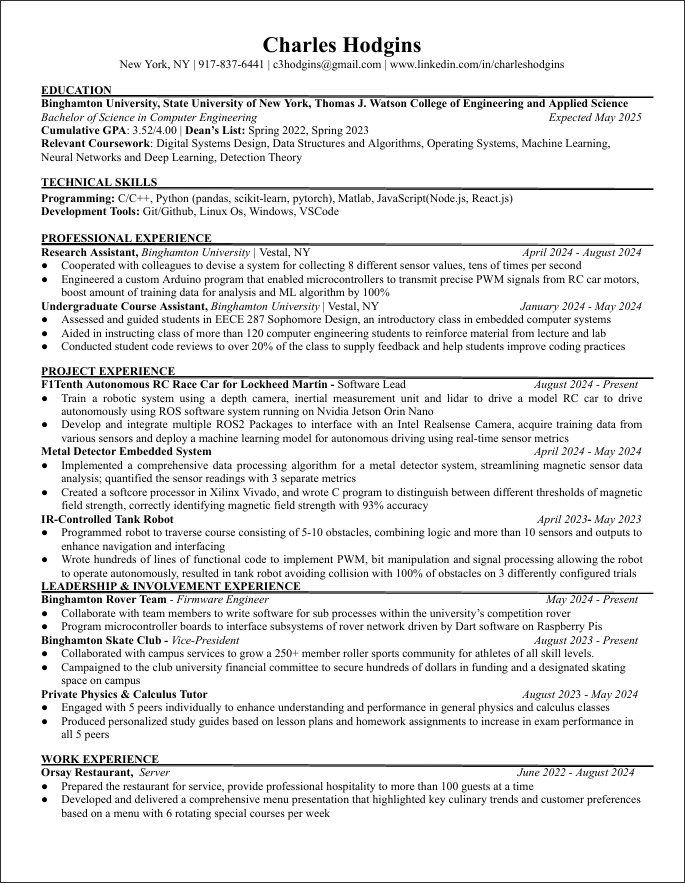 Charles Hodgins
New York, NY | 917-837-6441 | c3hodgins@gmail.com | www.linkedin.com/in/charleshodgins
EDUCATION
Binghamton University, State University of New York, Thomas J. Watson College of Engineering and Applied Science
Bachelor of Science in Computer Engineering Expected May 2025
Cumulative GPA: 3.52/4.00 | Dean's List: Spring 2022, Spring 2023
Relevant Coursework: Digital Systems Design, Data Structures and Algorithms, Operating Systems, Machine Learning,
Neural Networks and Deep Learning, Detection Theory
TECHNICAL SKILLS
Programming: C/C++, Python (pandas, scikit-learn, pytorch), Matlab, JavaScript(Node.js, React.js)
Development Tools: Git/Github, Linux Os, Windows, VSCode
PROFESSIONAL EXPERIENCE
Research Assistant, Binghamton University | Vestal, NY April 2024 - August 2024
● Cooperated with colleagues to devise a system for collecting 8 different sensor values, tens of times per second
● Engineered a custom Arduino program that enabled microcontrollers to transmit precise PWM signals from RC car motors,
boost amount of training data for analysis and ML algorithm by 100%
Undergraduate Course Assistant, Binghamton University | Vestal, NY January 2024 - May 2024
● Assessed and guided students in EECE 287 Sophomore Design, an introductory class in embedded computer systems
● Aided in instructing class of more than 120 computer engineering students to reinforce material from lecture and lab
● Conducted student code reviews to over 20% of the class to supply feedback and help students improve coding practices
PROJECT EXPERIENCE
F1Tenth Autonomous RC Race Car for Lockheed Martin - Software Lead August 2024 - Present
● Train a robotic system using a depth camera, inertial measurement unit and lidar to drive a model RC car to drive
autonomously using ROS software system running on Nvidia Jetson Orin Nano
● Develop and integrate multiple ROS2 Packages to interface with an Intel Realsense Camera, acquire training data from
various sensors and deploy a machine learning model for autonomous driving using real-time sensor metrics
Metal Detector Embedded System April 2024 - May 2024
● Implemented a comprehensive data processing algorithm for a metal detector system, streamlining magnetic sensor data
analysis; quantified the sensor readings with 3 separate metrics
● Created a softcore processor in Xilinx Vivado, and wrote C program to distinguish between different thresholds of magnetic
field strength, correctly identifying magnetic field strength with 93% accuracy
IR-Controlled Tank Robot April 2023- May 2023
● Programmed robot to traverse course consisting of 5-10 obstacles, combining logic and more than 10 sensors and outputs to
enhance navigation and interfacing
● Wrote hundreds of lines of functional code to implement PWM, bit manipulation and signal processing allowing the robot
to operate autonomously, resulted in tank robot avoiding collision with 100% of obstacles on 3 differently configured trials
LEADERSHIP & INVOLVEMENT EXPERIENCE
Binghamton Rover Team - Firmware Engineer May 2024 - Present
● Collaborate with team members to write software for sub processes within the university's competition rover
● Program microcontroller boards to interface subsystems of rover network driven by Dart software on Raspberry Pis
Binghamton Skate Club - Vice-President August 2023 - Present
● Collaborated with campus services to grow a 250+ member roller sports community for athletes of all skill levels.
● Campaigned to the club university financial committee to secure hundreds of dollars in funding and a designated skating
space on campus
Private Physics & Calculus Tutor August 2023 - May 2024
● Engaged with 5 peers individually to enhance understanding and performance in general physics and calculus classes
● Produced personalized study guides based on lesson plans and homework assignments to increase in exam performance in
all 5 peers
WORK EXPERIENCE
Orsay Restaurant, Server June 2022 - August 2024
● Prepared the restaurant for service, provide professional hospitality to more than 100 guests at a time
● Developed and delivered a comprehensive menu presentation that highlighted key culinary trends and customer preferences
based on a menu with 6 rotating special courses per week